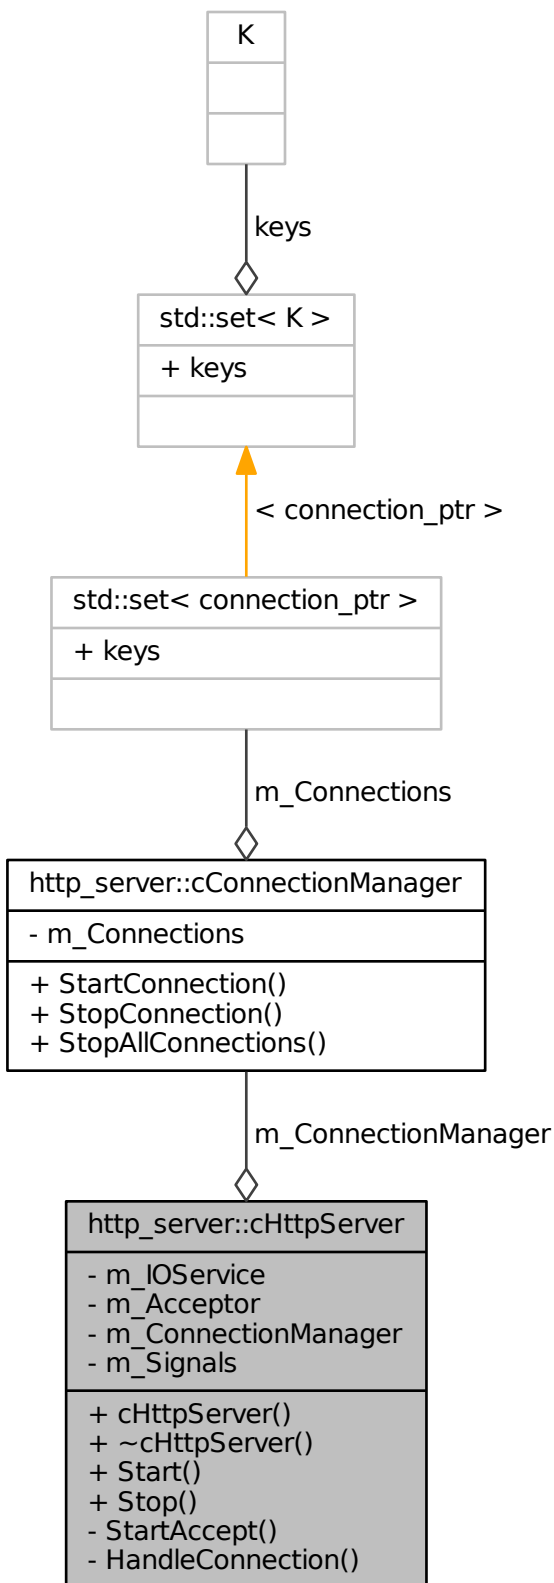 K
keys
std::set< K >
+ keys
< connection_ptr >
std::set< connection_ptr >
+ keys
m_Connections
http_server::cConnectionManager
- m_Connections
+ StartConnection()
+ StopConnection()
+ StopAllConnections()
m_ConnectionManager
http_server::cHttpServer
- m_IOService
- m_Acceptor
- m_ConnectionManager
- m_Signals
+ cHttpServer()
+ ~cHttpServer()
+ Start()
+ Stop()
- StartAccept()
- HandleConnection()